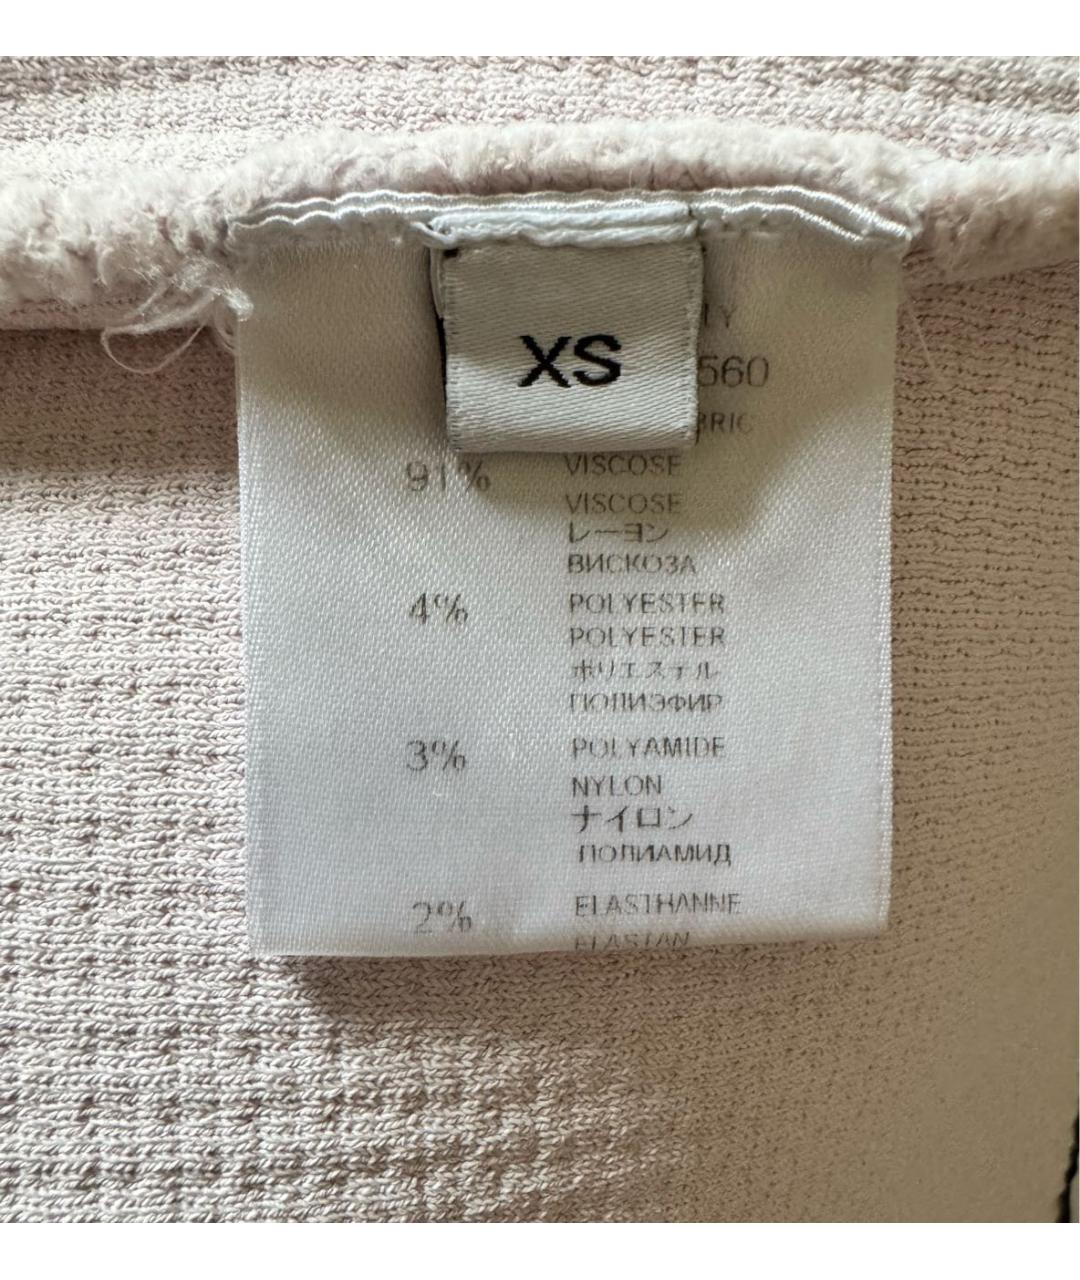 XS
560
91% VISCOSE
VISCOSE
レーヨン
ВИСКОЗА
4% POLYESTER
POLYESTER
ポリエステル
ПОЛИЭФИР
3% POLYAMIDE
NYLON
ナイロン
ПОЛИАМИД
2% ELASTHANNE
ELASTAN